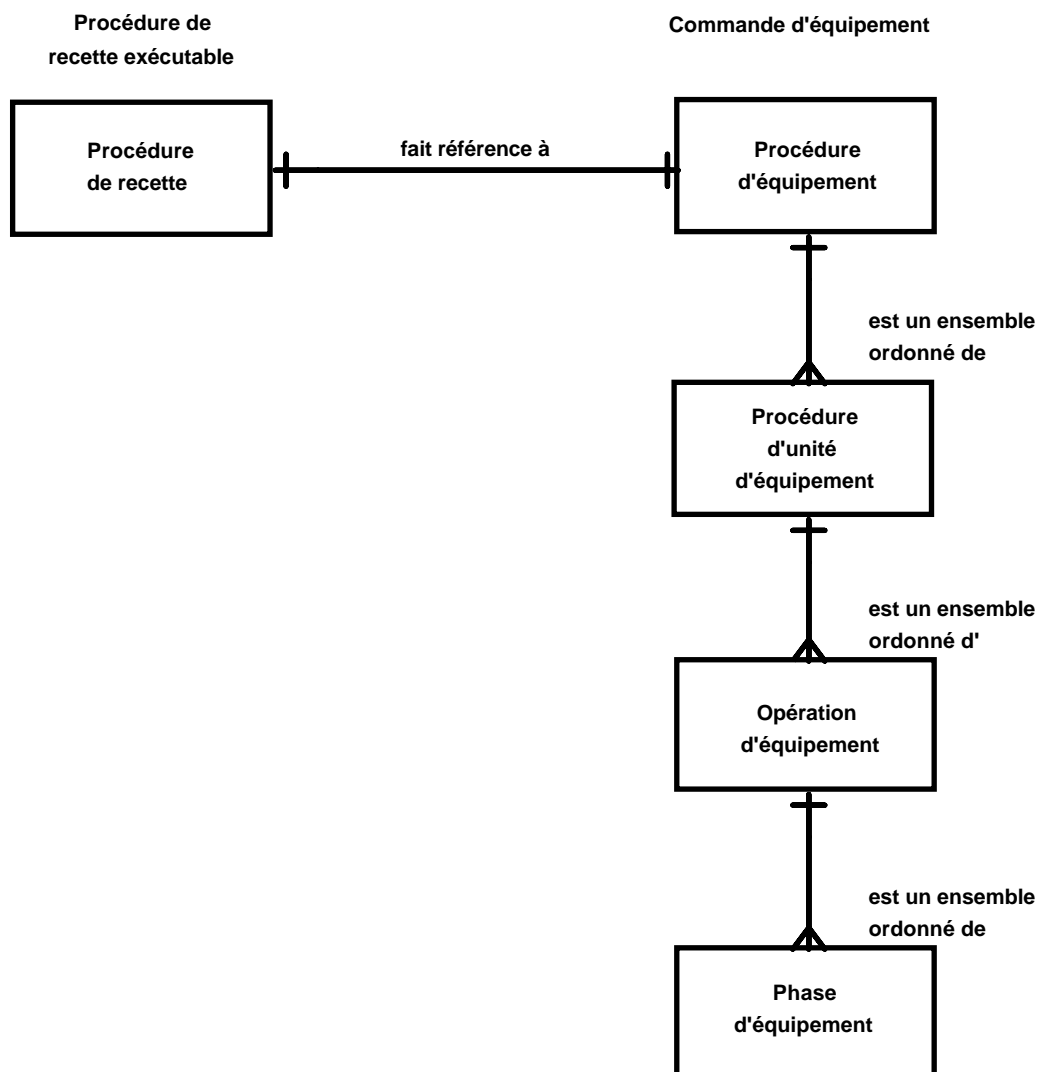 Procédure de
recette exécutable
Commande d'équipement
Procédure
de recette
fait référence à
Procédure
d'équipement
est un ensemble
ordonné de
Procédure
d'unité
d'équipement
est un ensemble
ordonné d'
Opération
d'équipement
est un ensemble
ordonné de
Phase
d'équipement